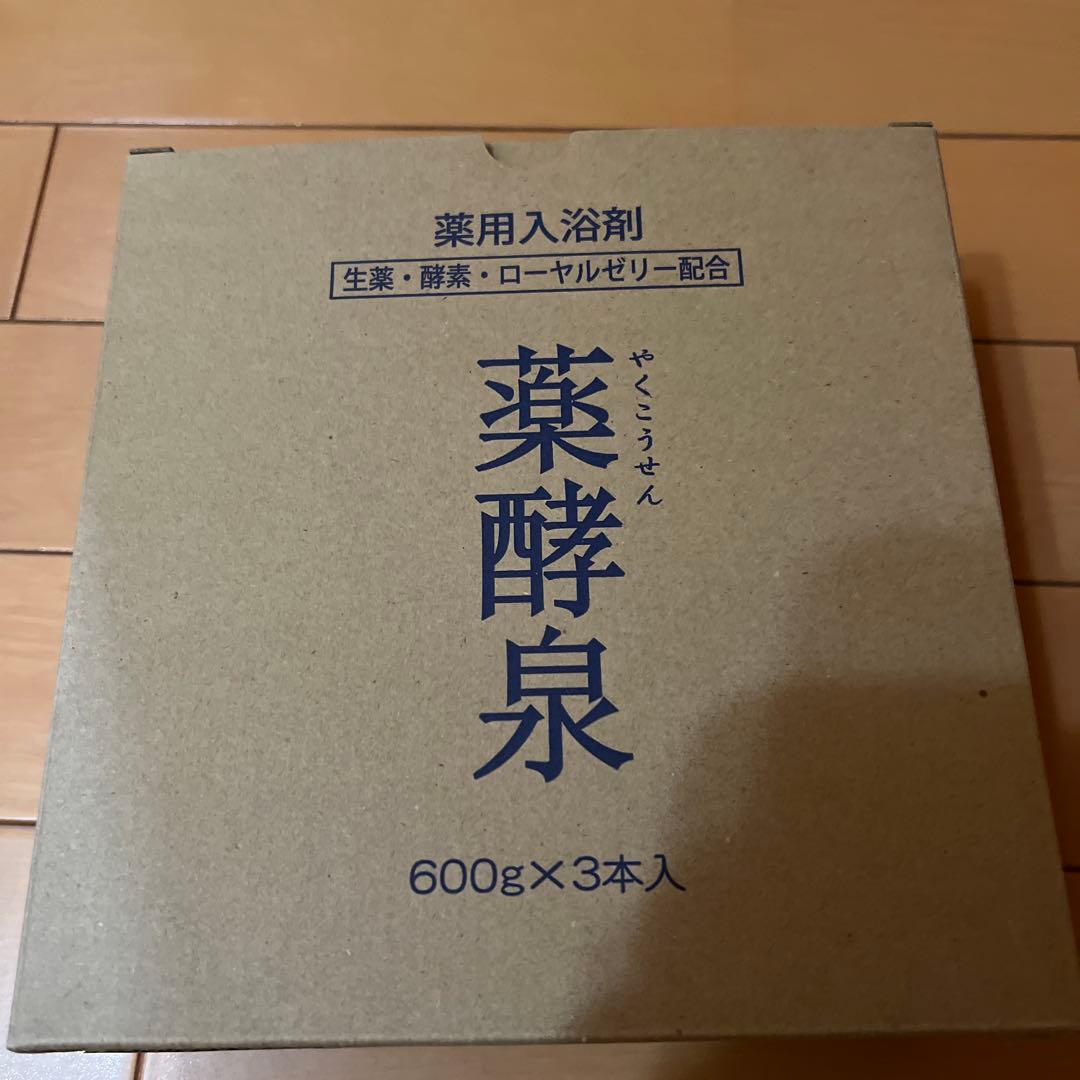 薬用入浴剤
生薬・酵素・ローヤルゼリー配合
薬酵泉
やくこうせん
600g×3本入